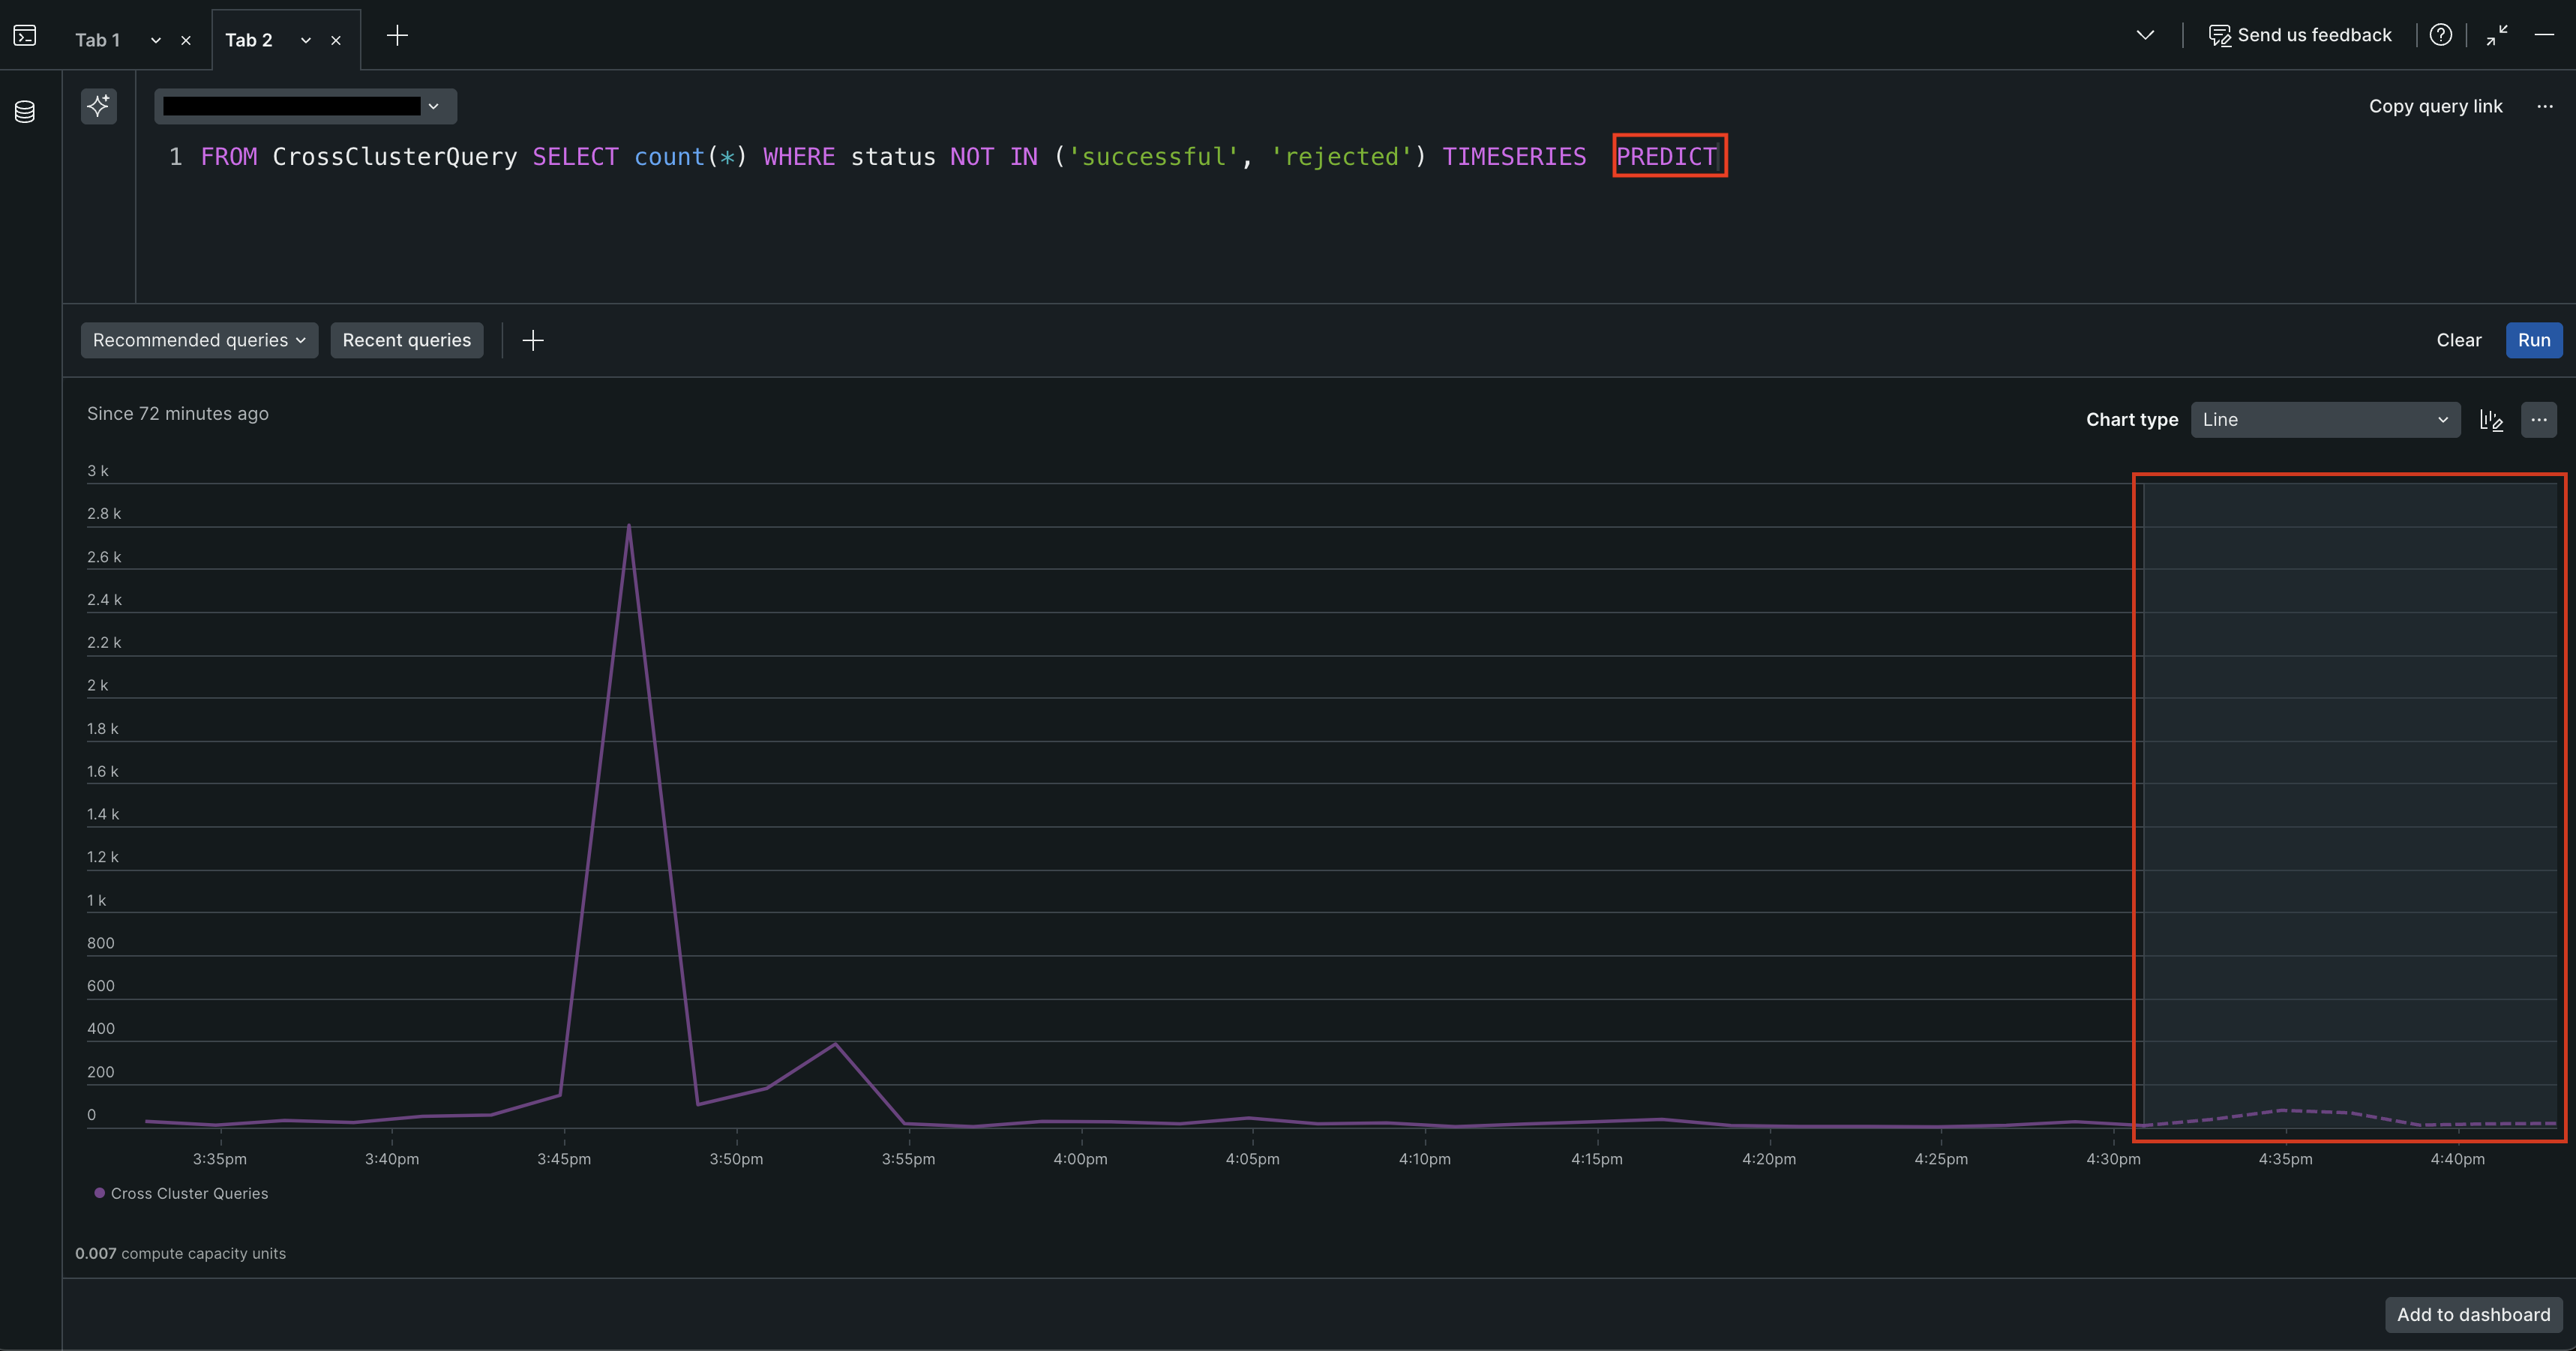 Tab 1
Tab 2
Send us feedback
Copy query link
1 FROM CrossClusterQuery SELECT count(*) WHERE status NOT IN ('successful', 'rejected') TIMESERIES PREDICT
Recommended queries
Recent queries
Clear
Run
Since 72 minutes ago
Chart type
Line
3 k
2.8 k
2.6 k
2.4 k
2.2 k
2 k
1.8 k
1.6 k
1.4 k
1.2 k
1 k
800
600
400
200
0
3:35pm 3:40pm 3:45pm 3:50pm 3:55pm 4:00pm 4:05pm 4:10pm 4:15pm 4:20pm 4:25pm 4:30pm 4:35pm 4:40pm
Cross Cluster Queries
0.007 compute capacity units
Add to dashboard